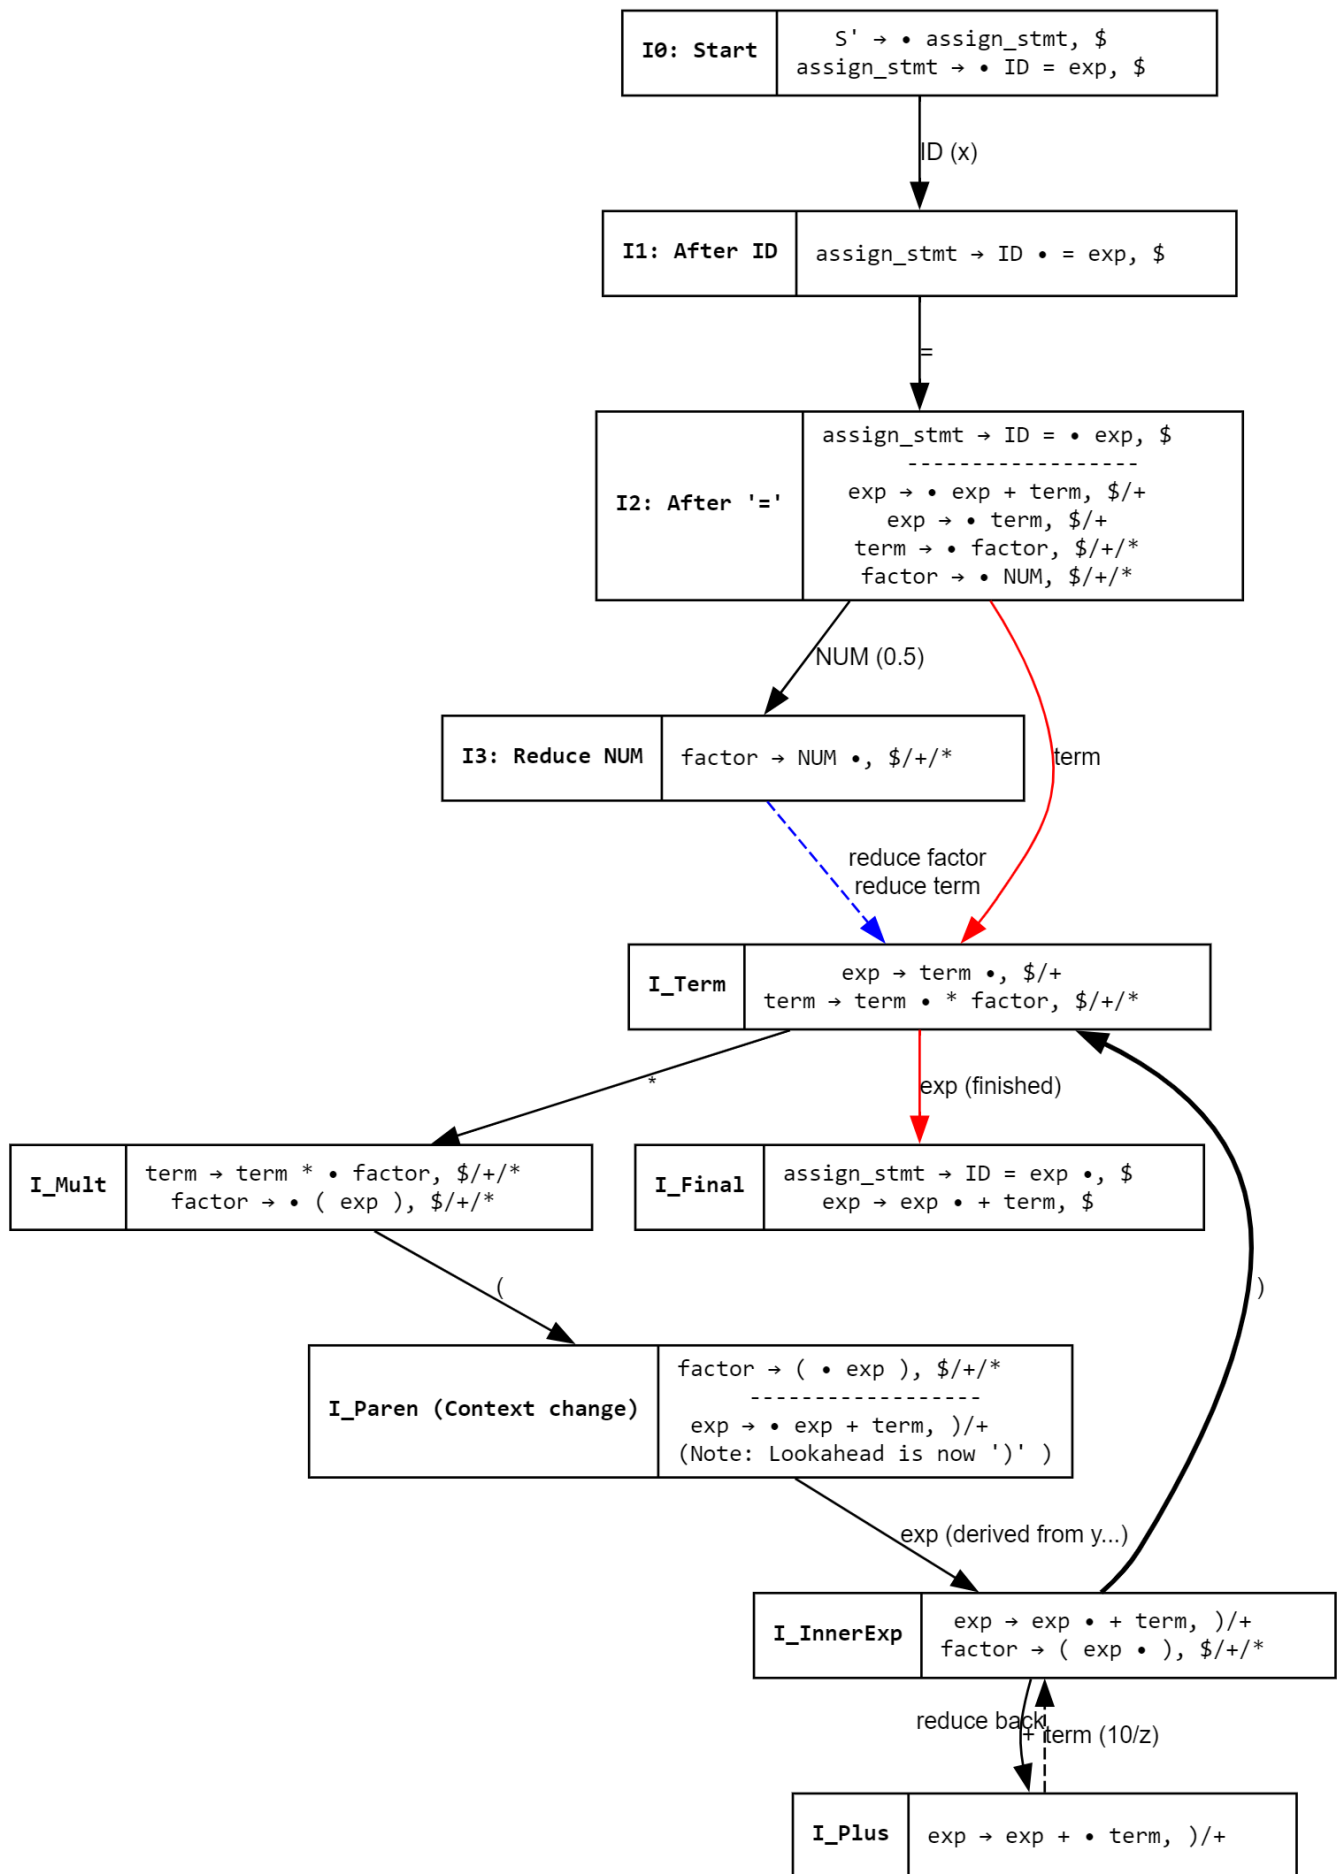 I0: Start
S' → • assign_stmt, $
assign_stmt → • ID = exp, $
ID (x)
I1: After ID
assign_stmt → ID • = exp, $
=
I2: After '='
assign_stmt → ID = • exp, $
------------------
exp → • exp + term, $/+
exp → • term, $/+
term → • factor, $/+/*
factor → • NUM, $/+/*
NUM (0.5)
term
I3: Reduce NUM
factor → NUM •, $/+/*
reduce factor
reduce term
I_Term
exp → term •, $/+
term → term • * factor, $/+/*
*
exp (finished)
)
I_Mult
term → term * • factor, $/+/*
factor → • ( exp ), $/+/*
I_Final
assign_stmt → ID = exp •, $
exp → exp • + term, $
(
I_Paren (Context change)
factor → ( • exp ), $/+/*
------------------
exp → • exp + term, )/+
(Note: Lookahead is now ')' )
exp (derived from y...)
I_InnerExp
exp → exp • + term, )/+
factor → ( exp • ), $/+/*
reduce back
+ term (10/z)
I_Plus
exp → exp + • term, )/+